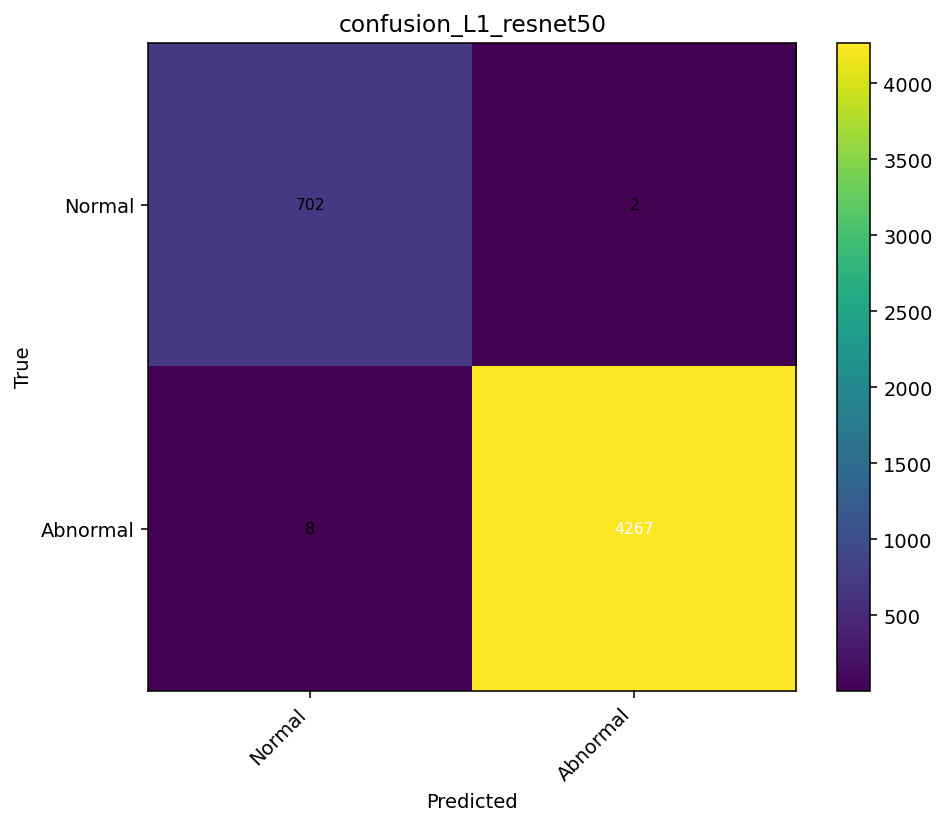 confusion_L1_resnet50
Normal
702
2
Abnormal
8
4267
True
Normal
Abnormal
Predicted
4000
3500
3000
2500
2000
1500
1000
500